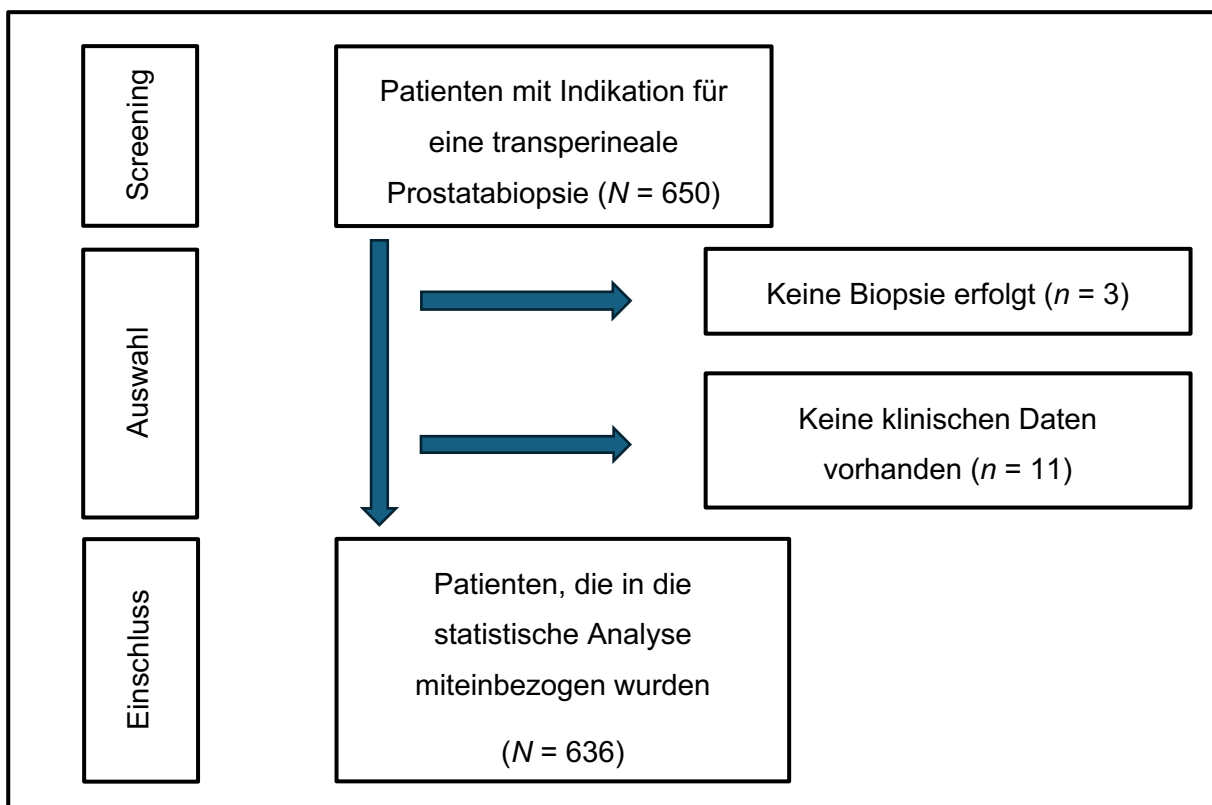 Screening
Patienten mit Indikation für
eine transperineale
Prostatabiopsie (N = 650)
Auswahl
Keine Biopsie erfolgt (n = 3)
Keine klinischen Daten
vorhanden (n = 11)
Einschluss
Patienten, die in die
statistische Analyse
miteinbezogen wurden
(N = 636)